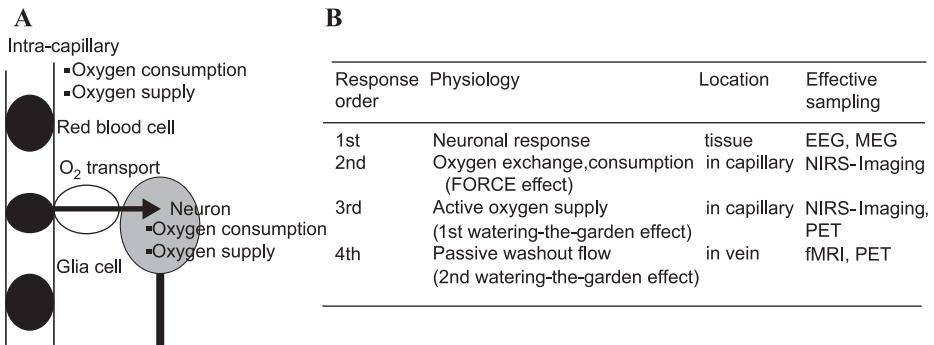 A
Intra-capillary
▪Oxygen consumption
▪Oxygen supply
Red blood cell
O₂ transport
Neuron
▪Oxygen consumption
▪Oxygen supply
Glia cell
B
Response order Physiology Location Effective sampling
1st Neuronal response tissue EEG, MEG
2nd Oxygen exchange,consumption in capillary NIRS-Imaging
(FORCE effect)
3rd Active oxygen supply in capillary NIRS-Imaging,
(1st watering-the-garden effect) PET
4th Passive washout flow in vein fMRI, PET
(2nd watering-the-garden effect)